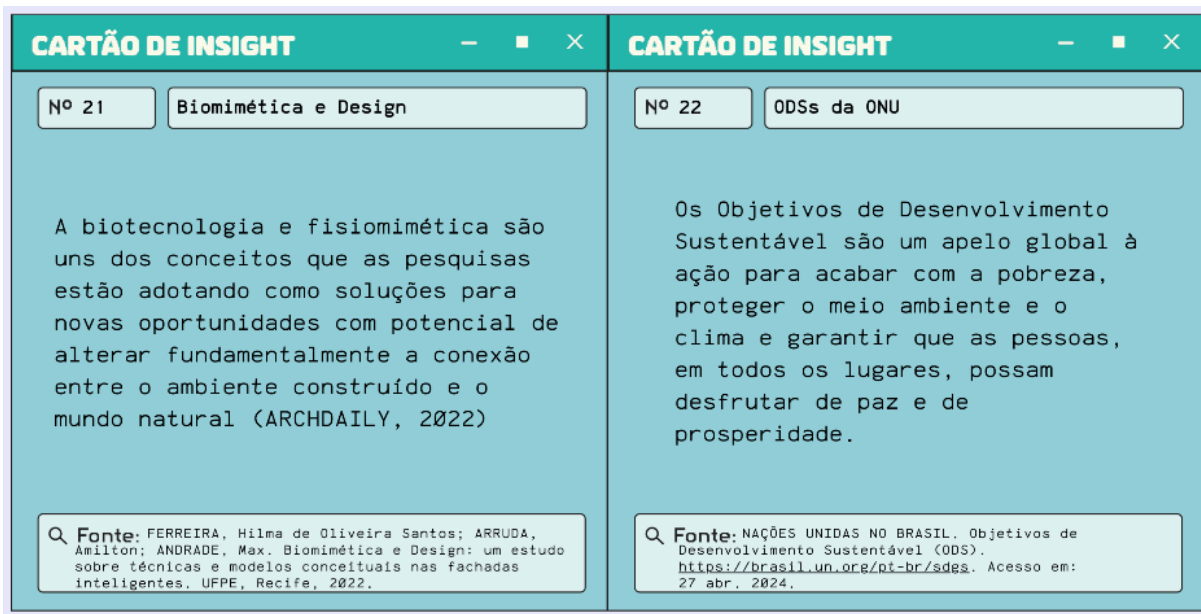 CARTÃO DE INSIGHT
Nº 21
Biomimética e Design
A biotecnologia e fisiomimética são
uns dos conceitos que as pesquisas
estão adotando como soluções para
novas oportunidades com potencial de
alterar fundamentalmente a conexão
entre o ambiente construído e o
mundo natural (ARCHDAILY, 2022)
Fonte: FERREIRA, Hilma de Oliveira Santos; ARRUDA,
Amilton; ANDRADE, Max. Biomimética e Design: um estudo
sobre técnicas e modelos conceituais nas fachadas
inteligentes. UFPE, Recife, 2022.
CARTÃO DE INSIGHT
Nº 22
ODSs da ONU
Os Objetivos de Desenvolvimento
Sustentável são um apelo global à
ação para acabar com a pobreza,
proteger o meio ambiente e o
clima e garantir que as pessoas,
em todos os lugares, possam
desfrutar de paz e de
prosperidade.
Fonte: NAÇÕES UNIDAS NO BRASIL. Objetivos de
Desenvolvimento Sustentável (ODS).
https://brasil.un.org/pt-br/sdgs. Acesso em:
27 abr. 2024.